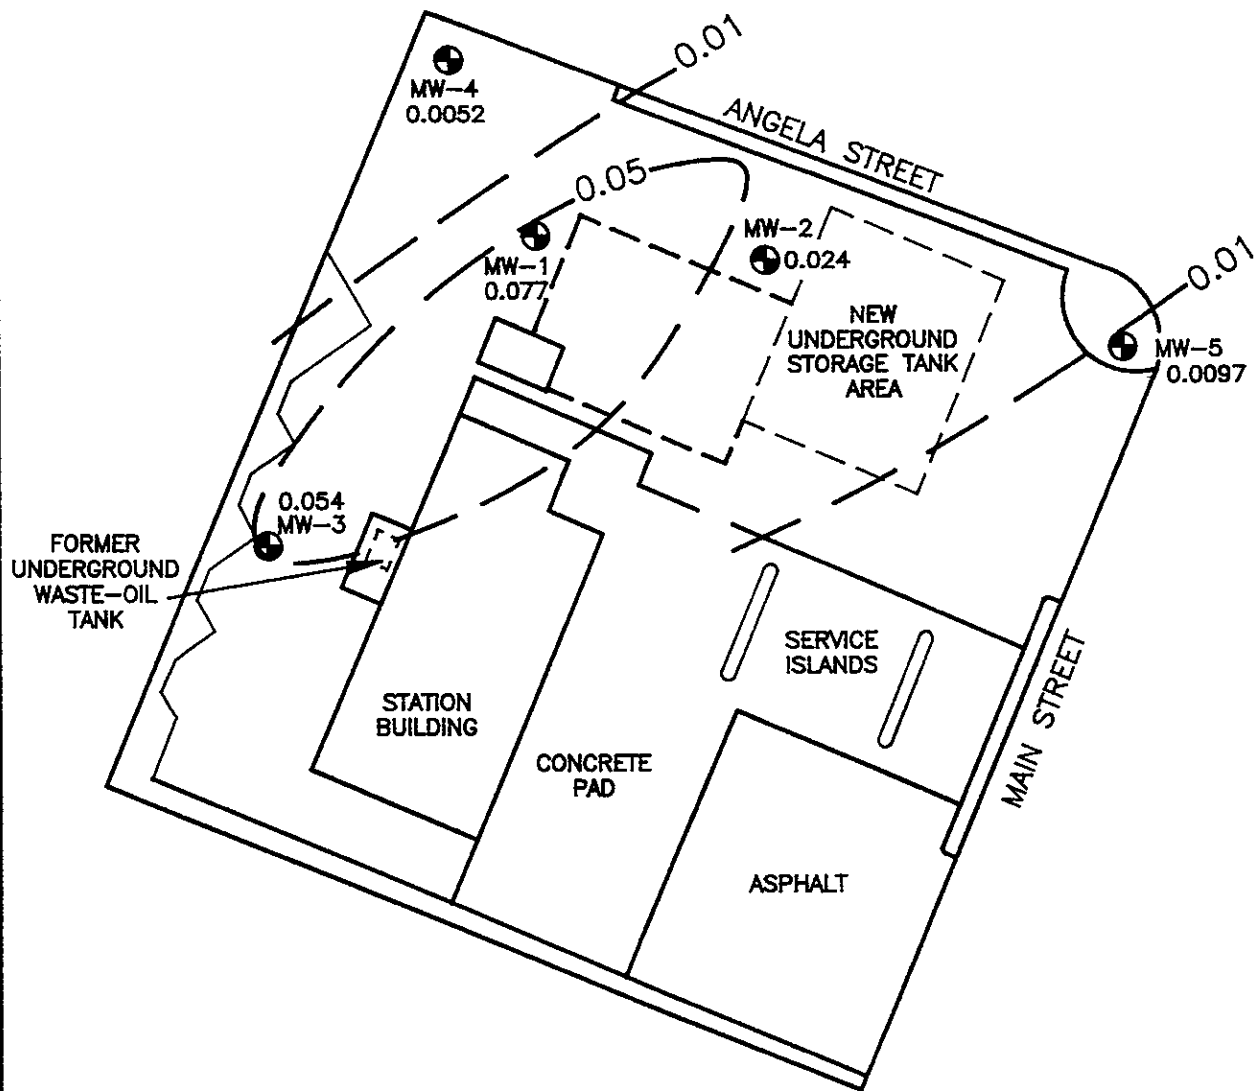 0.01
MW-4
0.0052
ANGELA STREET
0.05
MW-2
0.024
MW-1
0.077
0.01
NEW
UNDERGROUND
STORAGE TANK
AREA
MW-5
0.0097
0.054
MW-3
FORMER
UNDERGROUND
WASTE-OIL
TANK
SERVICE
ISLANDS
STATION
BUILDING
CONCRETE
PAD
MAIN STREET
ASPHALT